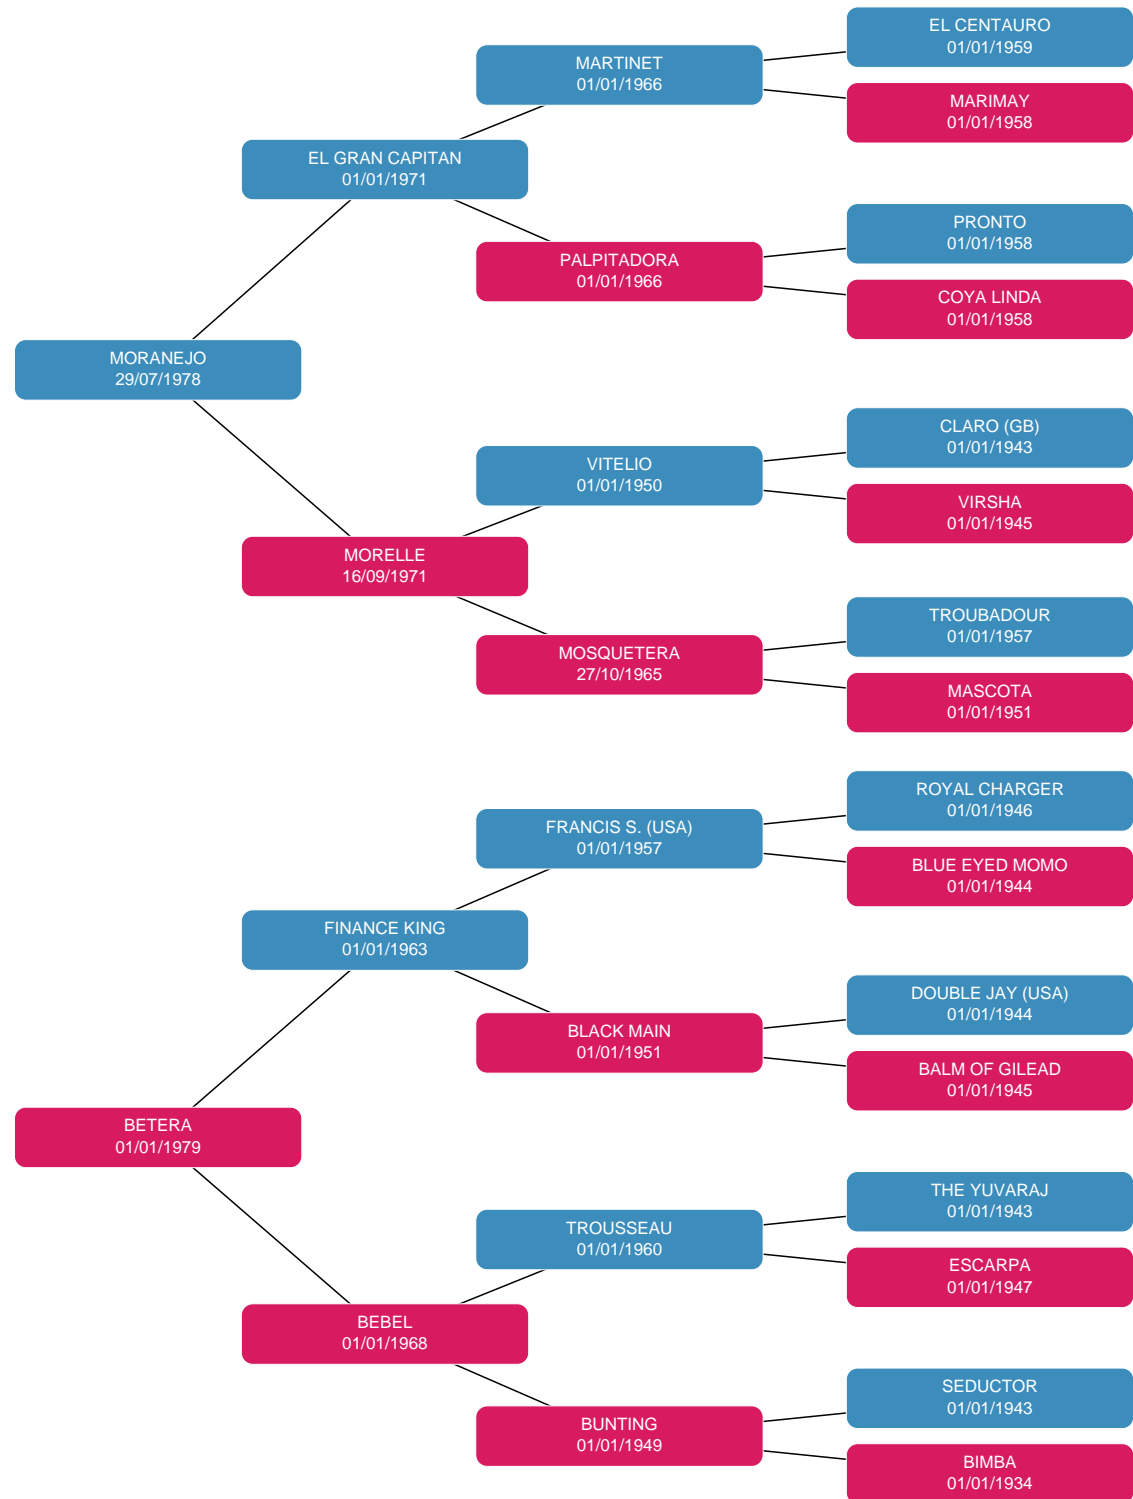 EL CENTAURO
01/01/1959
MARTINET
01/01/1966
MARIMAY
01/01/1958
EL GRAN CAPITAN
01/01/1971
PRONTO
01/01/1958
PALPITADORA
01/01/1966
COYA LINDA
01/01/1958
MORANEJO
29/07/1978
CLARO (GB)
01/01/1943
VITELIO
01/01/1950
VIRSHA
01/01/1945
MORELLE
16/09/1971
TROUBADOUR
01/01/1957
MOSQUETERA
27/10/1965
MASCOTA
01/01/1951
ROYAL CHARGER
01/01/1946
FRANCIS S. (USA)
01/01/1957
BLUE EYED MOMO
01/01/1944
FINANCE KING
01/01/1963
DOUBLE JAY (USA)
01/01/1944
BLACK MAIN
01/01/1951
BALM OF GILEAD
01/01/1945
BETERA
01/01/1979
THE YUVARAJ
01/01/1943
TROUSSEAU
01/01/1960
ESCARPA
01/01/1947
BEBEL
01/01/1968
SEDUCTOR
01/01/1943
BUNTING
01/01/1949
BIMBA
01/01/1934